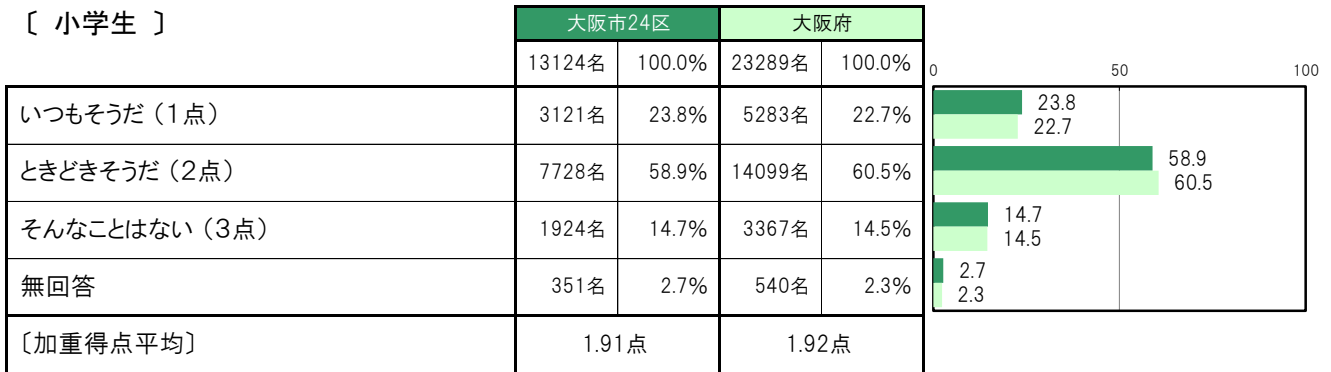 〔 小学生 〕
大阪市24区 大阪府
13124名 100.0% 23289名 100.0%
0 50 100
いつもそうだ（1点） 3121名 23.8% 5283名 22.7%
23.8
22.7
ときどきそうだ（2点） 7728名 58.9% 14099名 60.5%
58.9
60.5
そんなことはない（3点） 1924名 14.7% 3367名 14.5%
14.7
14.5
無回答 351名 2.7% 540名 2.3%
2.7
2.3
〔加重得点平均〕 1.91点 1.92点